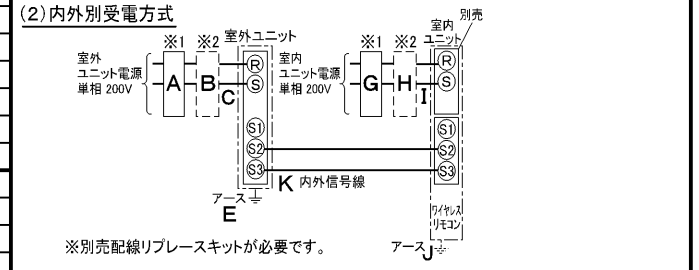 (2)内外別受電方式
別売
※1 ※2 室外ユニット
※1 ※2
室内
ユニット
室外
ユニット電源
単相 200V
A B C
R
S
S1
S2
S3
室内
ユニット電源
単相 200V
G H I
R
S
S1
S2
S3
K 内外信号線
アース
E
ワイヤレス
リモコン
アース J
※別売配線リプレースキットが必要です。